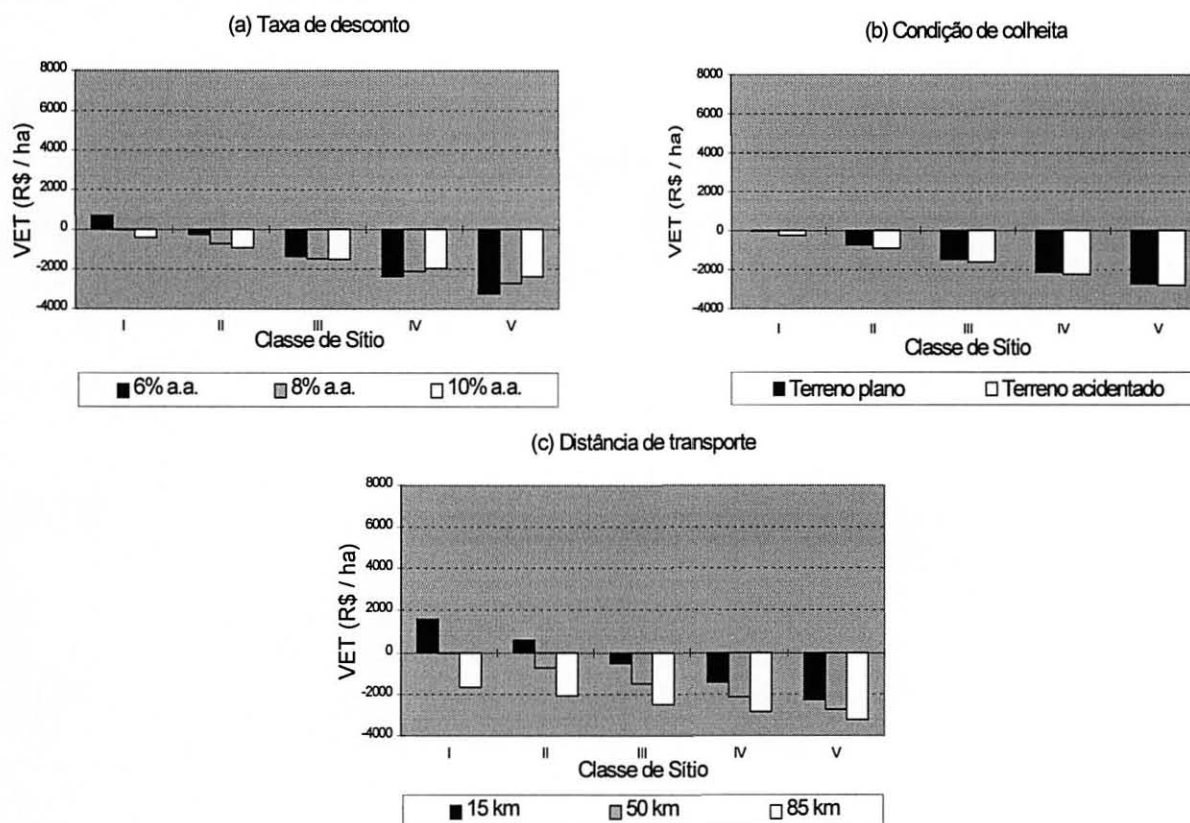 (a) Taxa de desconto
VET (R$ / ha)
8000
6000
4000
2000
0
-2000
-4000
I II III IV V
Classe de Sítio
6% a.a. 8% a.a. 10% a.a.
(b) Condição de colheita
VET (R$ / ha)
8000
6000
4000
2000
0
-2000
-4000
I II III IV V
Classe de Sítio
Terreno plano Terreno acidentado
(c) Distância de transporte
VET (R$ / ha)
8000
6000
4000
2000
0
-2000
-4000
I II III IV V
Classe de Sítio
15 km 50 km 85 km